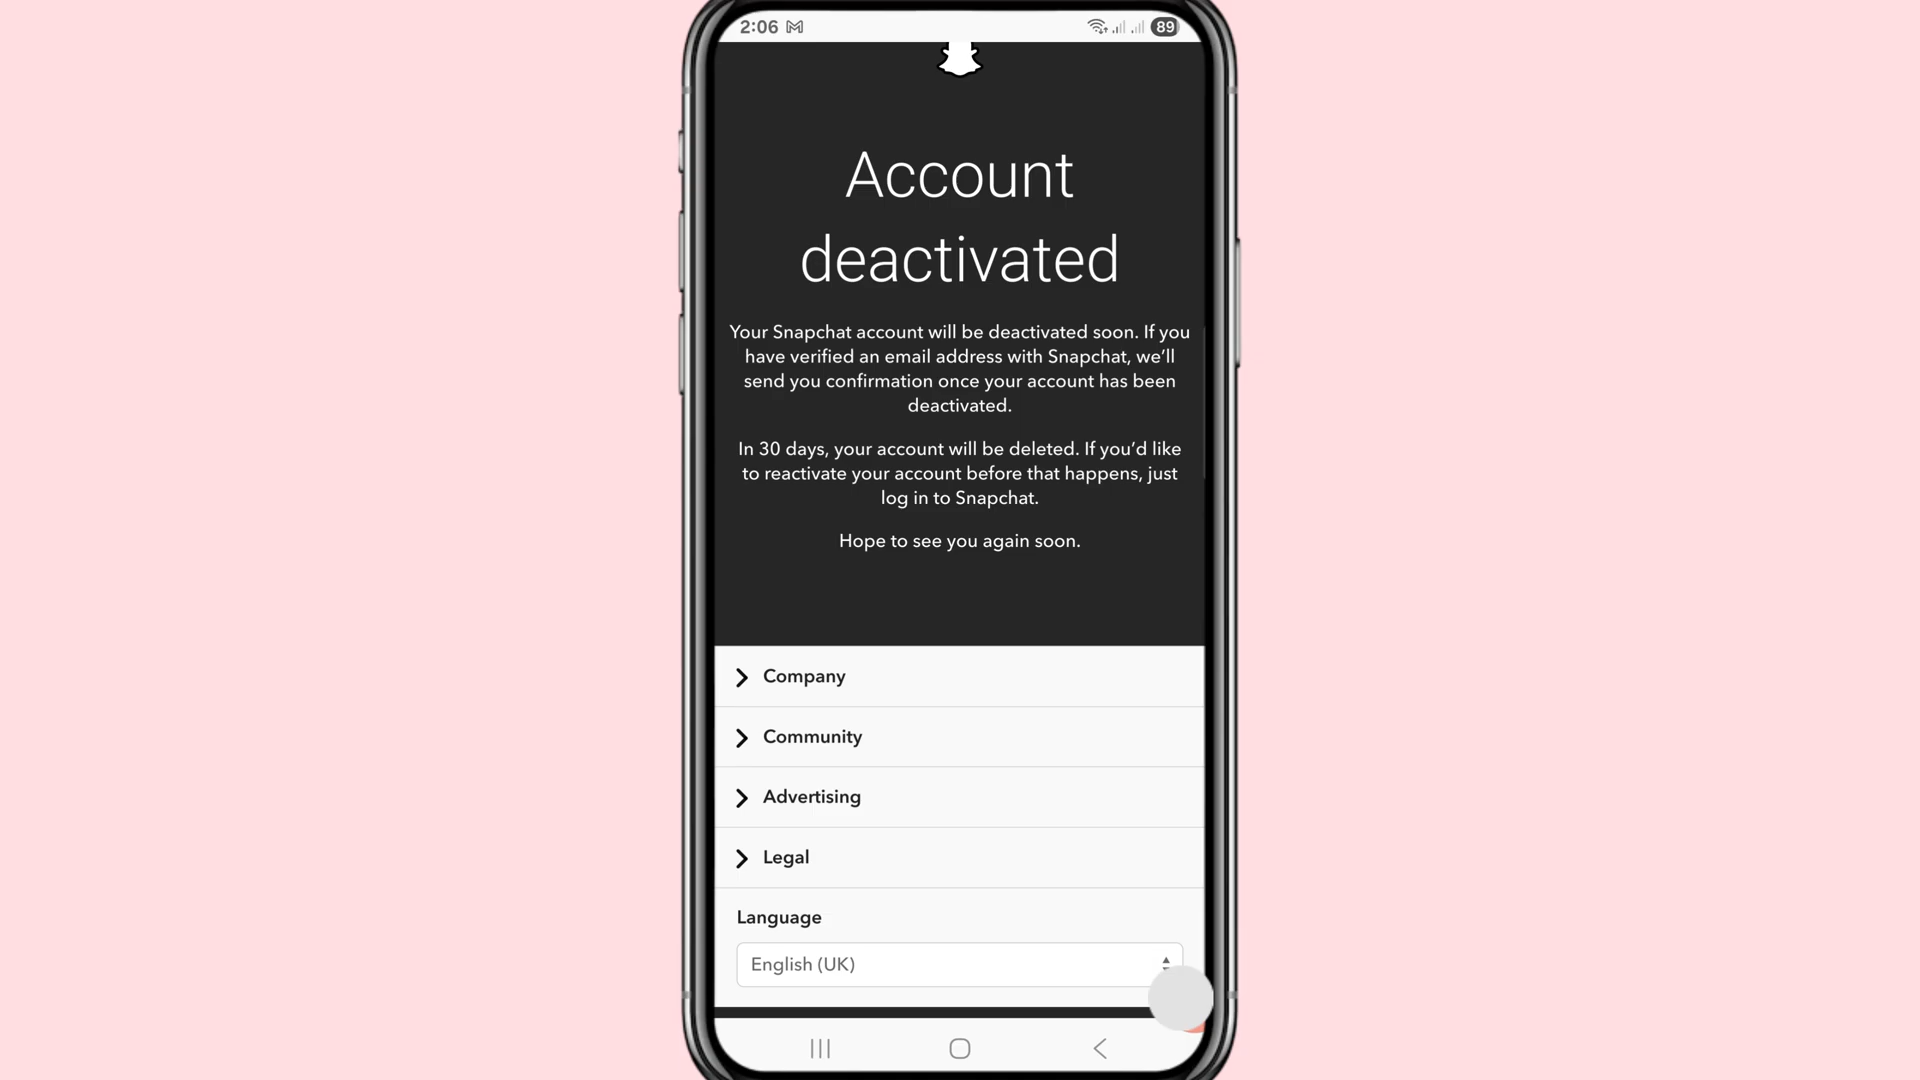 2:06
89
Account
deactivated
Your Snapchat account will be deactivated soon. If you
have verified an email address with Snapchat, we’ll
send you confirmation once your account has been
deactivated.
In 30 days, your account will be deleted. If you’d like
to reactivate your account before that happens, just
log in to Snapchat.
Hope to see you again soon.
Company
Community
Advertising
Legal
Language
English (UK)